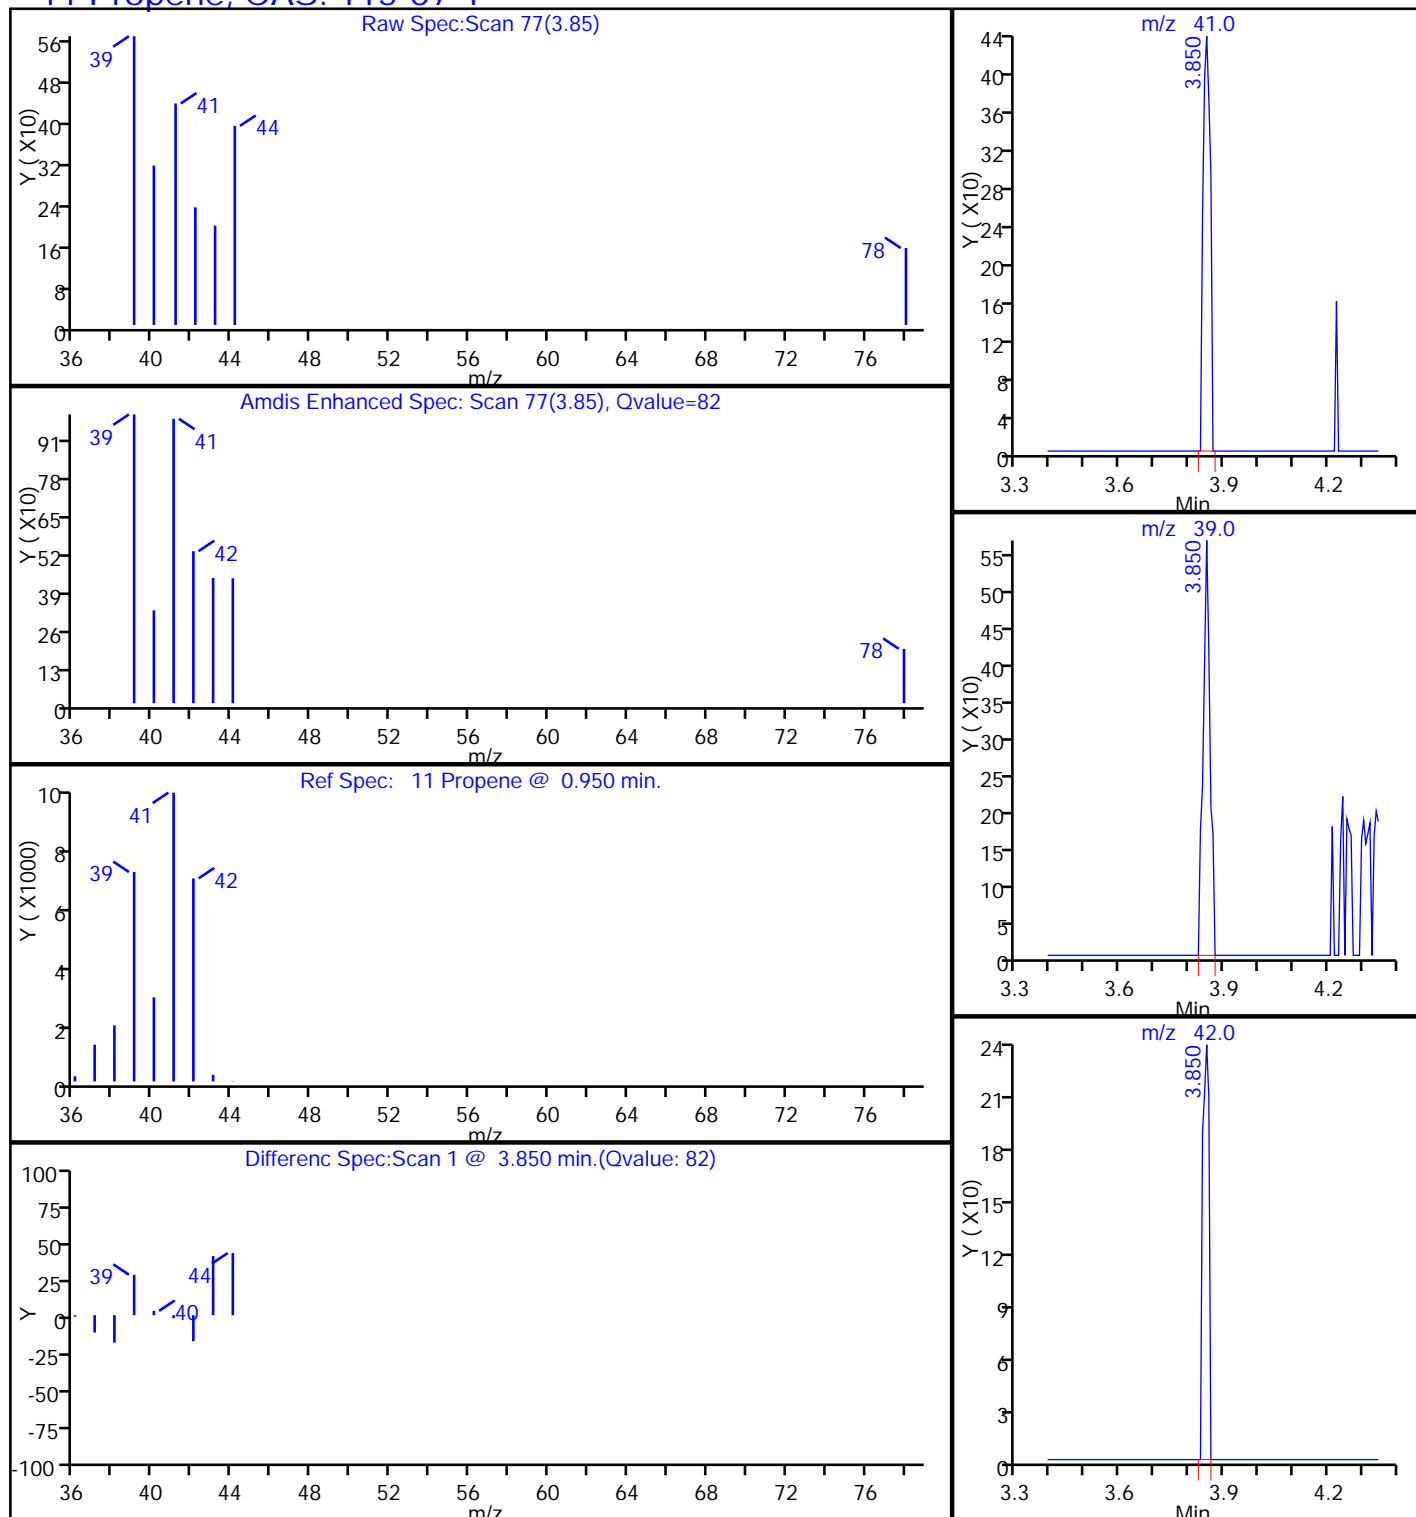 11 Propene, CAS: 115-07-1
Raw Spec:Scan 77(3.85)
Y ( X10)
56
48
40
32
24
16
8
0
39
41
44
78
36 40 44 48 52 56 60 64 68 72 76
m/z
Amdis Enhanced Spec: Scan 77(3.85), Qvalue=82
Y ( X10)
91
78
65
52
39
26
13
0
39
41
42
78
36 40 44 48 52 56 60 64 68 72 76
m/z
Ref Spec: 11 Propene @ 0.950 min.
Y ( X1000)
10
8
6
4
2
0
41
39
42
36 40 44 48 52 56 60 64 68 72 76
m/z
Differenc Spec:Scan 1 @ 3.850 min.(Qvalue: 82)
Y
100
75
50
25
0
-25
-50
-75
-100
39
40
44
36 40 44 48 52 56 60 64 68 72 76
m/z
m/z 41.0
Y ( X10)
44
40
36
32
28
24
20
16
12
8
4
0
3.850
3.3 3.6 3.9 4.2
Min
m/z 39.0
Y ( X10)
55
50
45
40
35
30
25
20
15
10
5
0
3.850
3.3 3.6 3.9 4.2
Min
m/z 42.0
Y ( X10)
24
21
18
15
12
9
6
3
0
3.850
3.3 3.6 3.9 4.2
Min